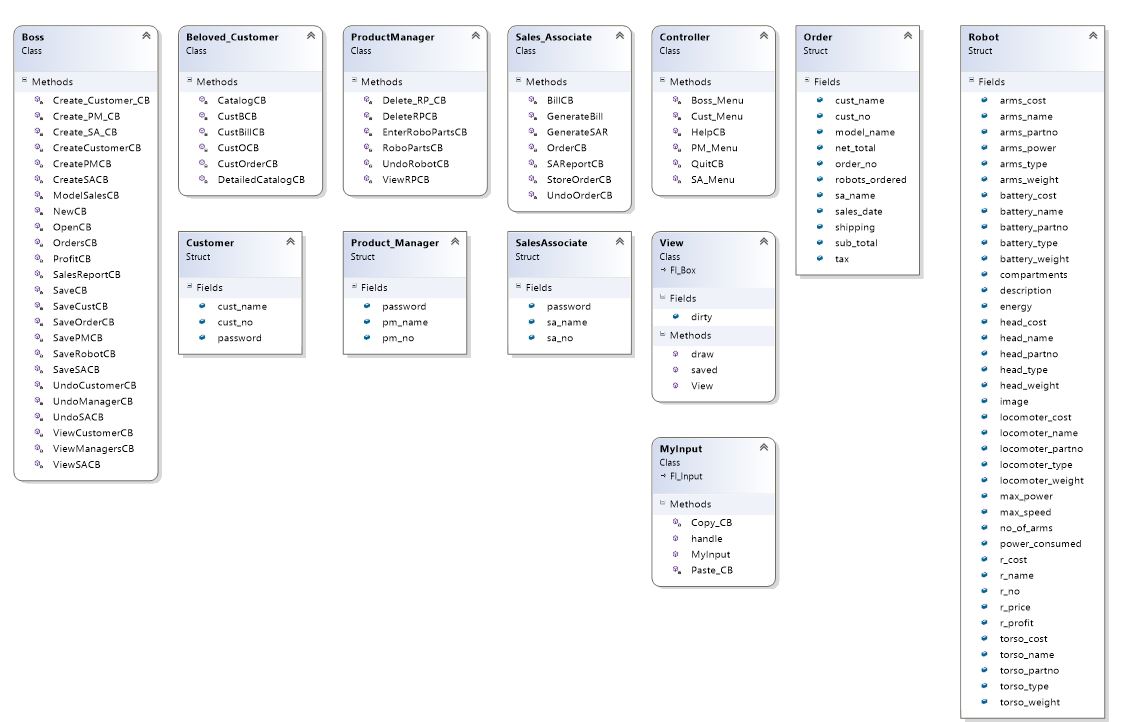 Boss
Class
Methods
Create_Customer_CB
Create_PM_CB
Create_SA_CB
CreateCustomerCB
CreatePMCB
CreateSACB
ModelSalesCB
NewCB
OpenCB
OrdersCB
ProfitCB
SalesReportCB
SaveCB
SaveCustCB
SaveOrderCB
SavePMCB
SaveRobotCB
SaveSACB
UndoCustomerCB
UndoManagerCB
UndoSACB
ViewCustomerCB
ViewManagersCB
ViewSACB
Beloved_Customer
Class
Methods
CatalogCB
CustBCB
CustBillCB
CustOCB
CustOrderCB
DetailedCatalogCB
ProductManager
Class
Methods
Delete_RP_CB
DeleteRPCB
EnterRoboPartsCB
RoboPartsCB
UndoRobotCB
ViewRPCB
Sales_Associate
Class
Methods
BillCB
GenerateBill
GenerateSAR
OrderCB
SAReportCB
StoreOrderCB
UndoOrderCB
Controller
Class
Methods
Boss_Menu
Cust_Menu
HelpCB
PM_Menu
QuitCB
SA_Menu
Order
Struct
Fields
cust_name
cust_no
model_name
net_total
order_no
robots_ordered
sa_name
sales_date
shipping
sub_total
tax
Robot
Struct
Fields
arms_cost
arms_name
arms_partno
arms_power
arms_type
arms_weight
battery_cost
battery_name
battery_partno
battery_type
battery_weight
compartments
description
energy
head_cost
head_name
head_partno
head_type
head_weight
image
locomoter_cost
locomoter_name
locomoter_partno
locomoter_type
locomoter_weight
max_power
max_speed
no_of_arms
power_consumed
r_cost
r_name
r_no
r_price
r_profit
torso_cost
torso_name
torso_partno
torso_type
torso_weight
Customer
Struct
Fields
cust_name
cust_no
password
Product_Manager
Struct
Fields
password
pm_name
pm_no
SalesAssociate
Struct
Fields
password
sa_name
sa_no
View
Class
Fl_Box
Fields
dirty
Methods
draw
saved
View
MyInput
Class
Fl_Input
Methods
Copy_CB
handle
MyInput
Paste_CB